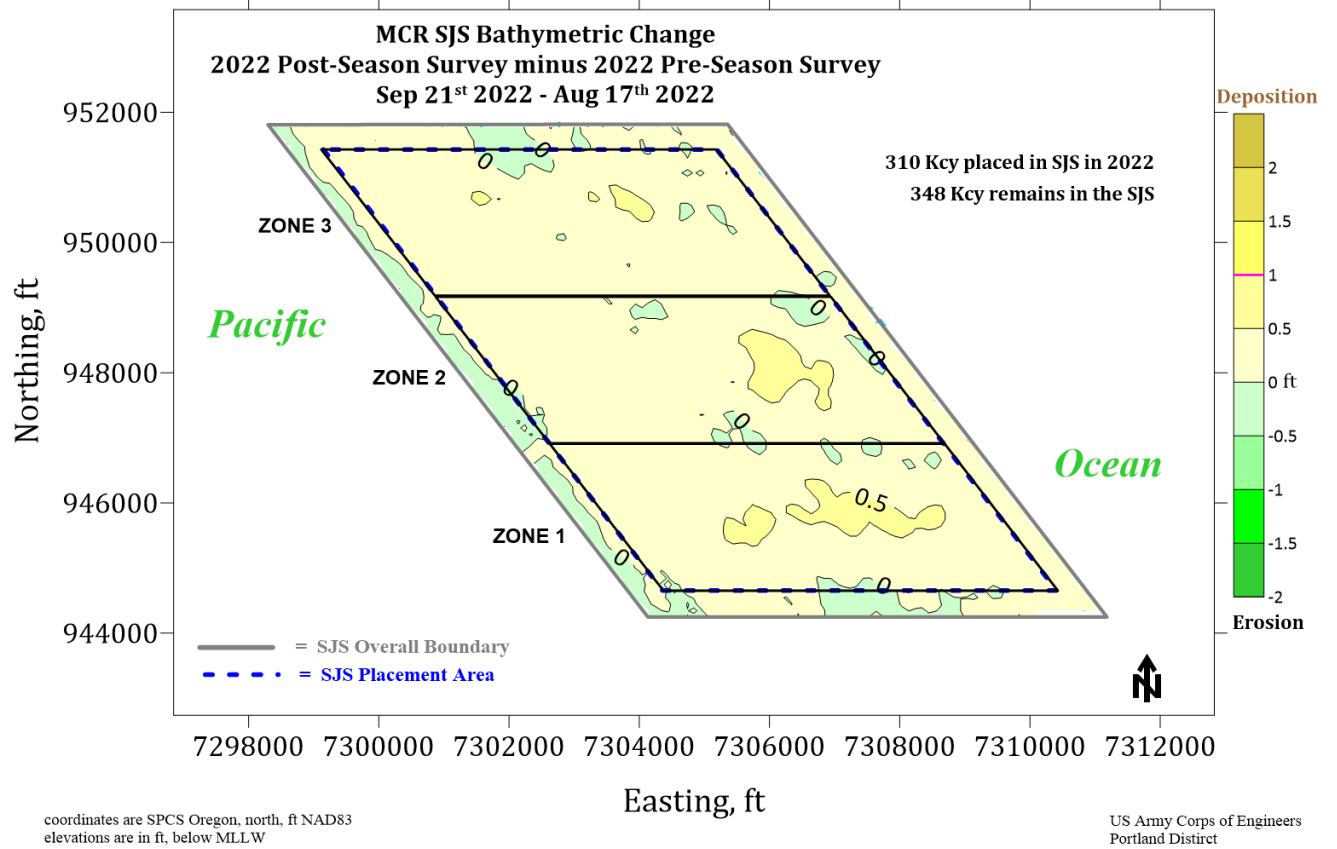 MCR SJS Bathymetric Change
2022 Post-Season Survey minus 2022 Pre-Season Survey
Sep 21st 2022 - Aug 17th 2022
310 Kcy placed in SJS in 2022
348 Kcy remains in the SJS
Deposition
2
1.5
1
0.5
0 ft
-0.5
-1
-1.5
-2
Erosion
Northing, ft
952000
950000
948000
946000
944000
0
0
ZONE 3
0
Pacific
0
ZONE 2
0
0
Ocean
0.5
ZONE 1
0
0
= SJS Overall Boundary
= SJS Placement Area
N
7298000 7300000 7302000 7304000 7306000 7308000 7310000 7312000
Easting, ft
coordinates are SPCS Oregon, north, ft NAD83
elevations are in ft, below MLLW
US Army Corps of Engineers
Portland Distirct